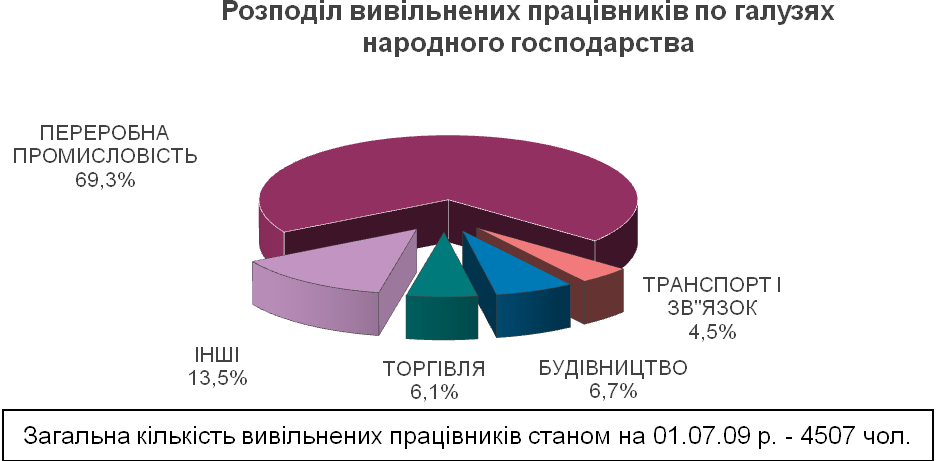 Розподіл вивільнених працівників по галузях
народного господарства
ПЕРЕРОБНА
ПРОМИСЛОВІСТЬ
69,3%
ТРАНСПОРТ І
ЗВ"ЯЗОК
4,5%
ІНШІ
13,5%
ТОРГІВЛЯ
6,1%
БУДІВНИЦТВО
6,7%
Загальна кількість вивільнених працівників станом на 01.07.09 р. - 4507 чол.